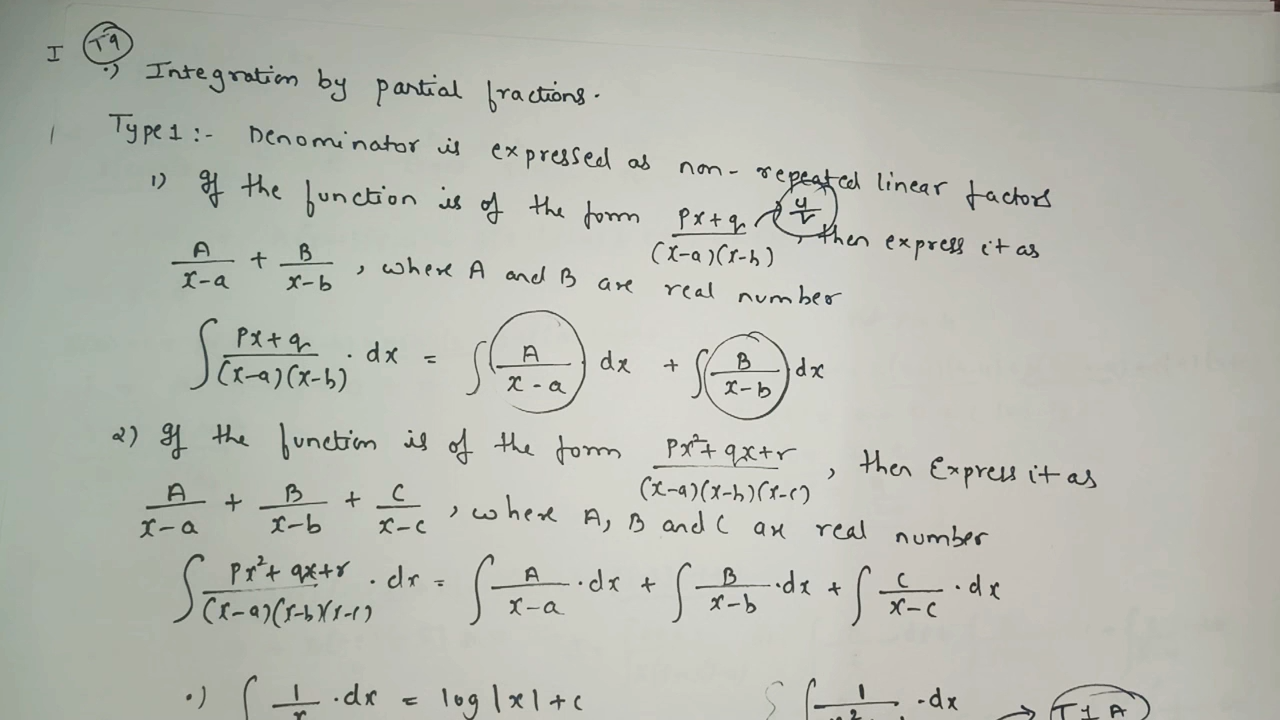 I T9
•) Integration by partial fractions.
Type 1 :- Denominator is expressed as non-repeated linear factors
1) If the function is of the form (px+q)/((x-a)(x-b)) → u/v, then express it as
A/(x-a) + B/(x-b), where A and B are real number
∫ (px+q)/((x-a)(x-b)) · dx = ∫ A/(x-a) dx + ∫ B/(x-b) dx
2) If the function is of the form (px²+qx+r)/((x-a)(x-b)(x-c)), then Express it as
A/(x-a) + B/(x-b) + C/(x-c), where A, B and C are real number
∫ (px²+qx+r)/((x-a)(x-b)(x-c)) · dx = ∫ A/(x-a) · dx + ∫ B/(x-b) · dx + ∫ C/(x-c) · dx
•) ∫ 1/x · dx = log|x|+c ∫ 1 · dx → T1A